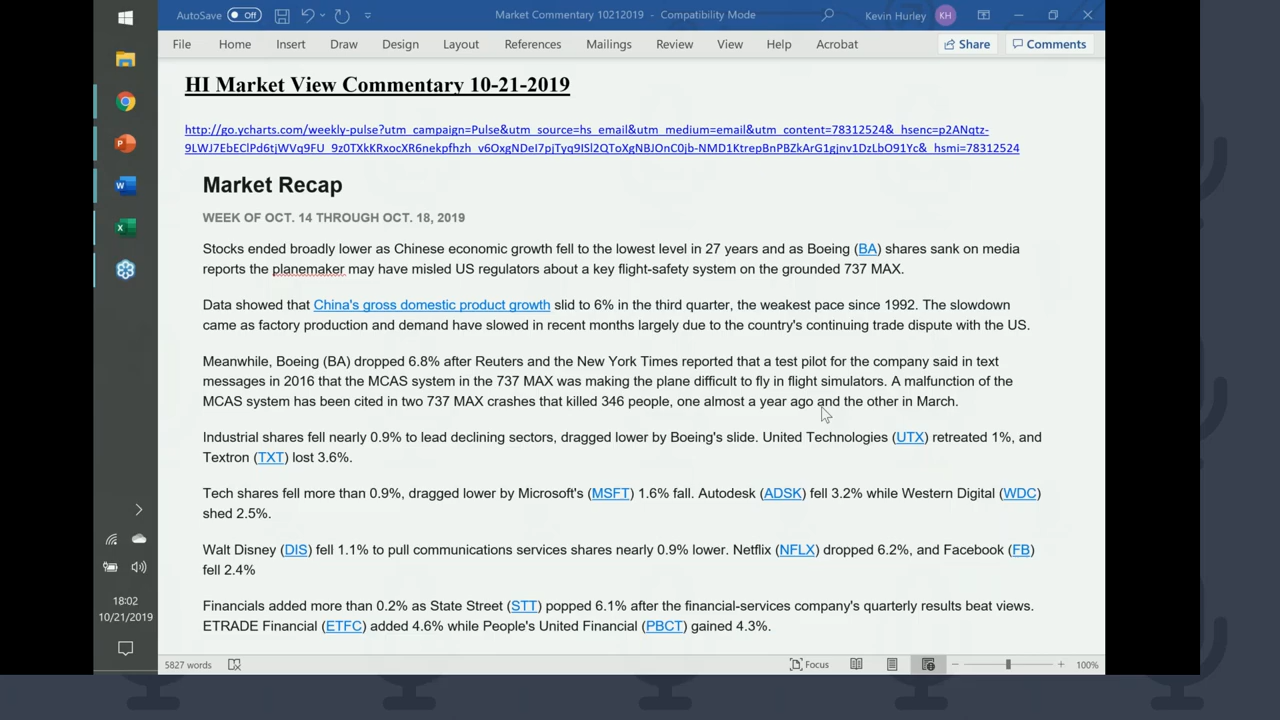 AutoSave Off Market Commentary 10212019 - Compatibility Mode Kevin Hurley KH
File Home Insert Draw Design Layout References Mailings Review View Help Acrobat Share Comments
HI Market View Commentary 10-21-2019
http://go.ycharts.com/weekly-pulse?utm_campaign=Pulse&utm_source=hs_email&utm_medium=email&utm_content=78312524&_hsenc=p2ANqtz-
9LWJ7EbEClPd6tjWVq9FU_9z0TXkKRxocXR6nekpfhzh_v6OxgNDeI7pjTyq9ISl2QToXgNBJOnC0jb-NMD1KtrepBnPBZkArG1gjnv1DzLbO91Yc&_hsmi=78312524
Market Recap
WEEK OF OCT. 14 THROUGH OCT. 18, 2019
Stocks ended broadly lower as Chinese economic growth fell to the lowest level in 27 years and as Boeing (BA) shares sank on media
reports the planemaker may have misled US regulators about a key flight-safety system on the grounded 737 MAX.
Data showed that China's gross domestic product growth slid to 6% in the third quarter, the weakest pace since 1992. The slowdown
came as factory production and demand have slowed in recent months largely due to the country's continuing trade dispute with the US.
Meanwhile, Boeing (BA) dropped 6.8% after Reuters and the New York Times reported that a test pilot for the company said in text
messages in 2016 that the MCAS system in the 737 MAX was making the plane difficult to fly in flight simulators. A malfunction of the
MCAS system has been cited in two 737 MAX crashes that killed 346 people, one almost a year ago and the other in March.
Industrial shares fell nearly 0.9% to lead declining sectors, dragged lower by Boeing's slide. United Technologies (UTX) retreated 1%, and
Textron (TXT) lost 3.6%.
Tech shares fell more than 0.9%, dragged lower by Microsoft's (MSFT) 1.6% fall. Autodesk (ADSK) fell 3.2% while Western Digital (WDC)
shed 2.5%.
Walt Disney (DIS) fell 1.1% to pull communications services shares nearly 0.9% lower. Netflix (NFLX) dropped 6.2%, and Facebook (FB)
fell 2.4%
Financials added more than 0.2% as State Street (STT) popped 6.1% after the financial-services company's quarterly results beat views.
ETRADE Financial (ETFC) added 4.6% while People's United Financial (PBCT) gained 4.3%.
18:02
10/21/2019
5827 words Focus 100%